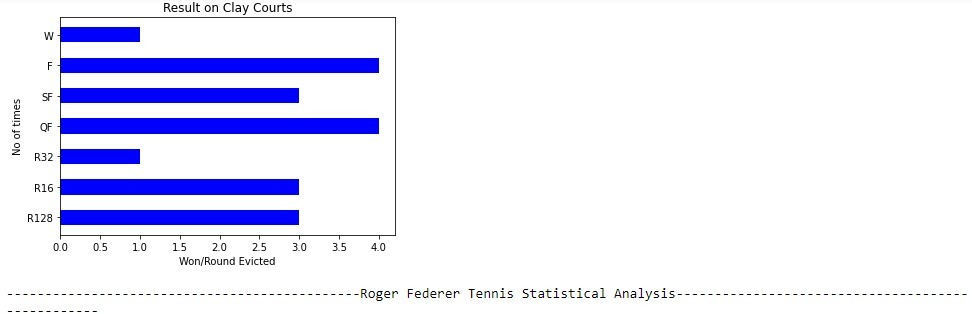 Result on Clay Courts
W
F
SF
QF
R32
R16
R128
No of times
0.0 0.5 1.0 1.5 2.0 2.5 3.0 3.5 4.0
Won/Round Evicted
----------------------------------------------Roger Federer Tennis Statistical Analysis--------------------------------------
------------